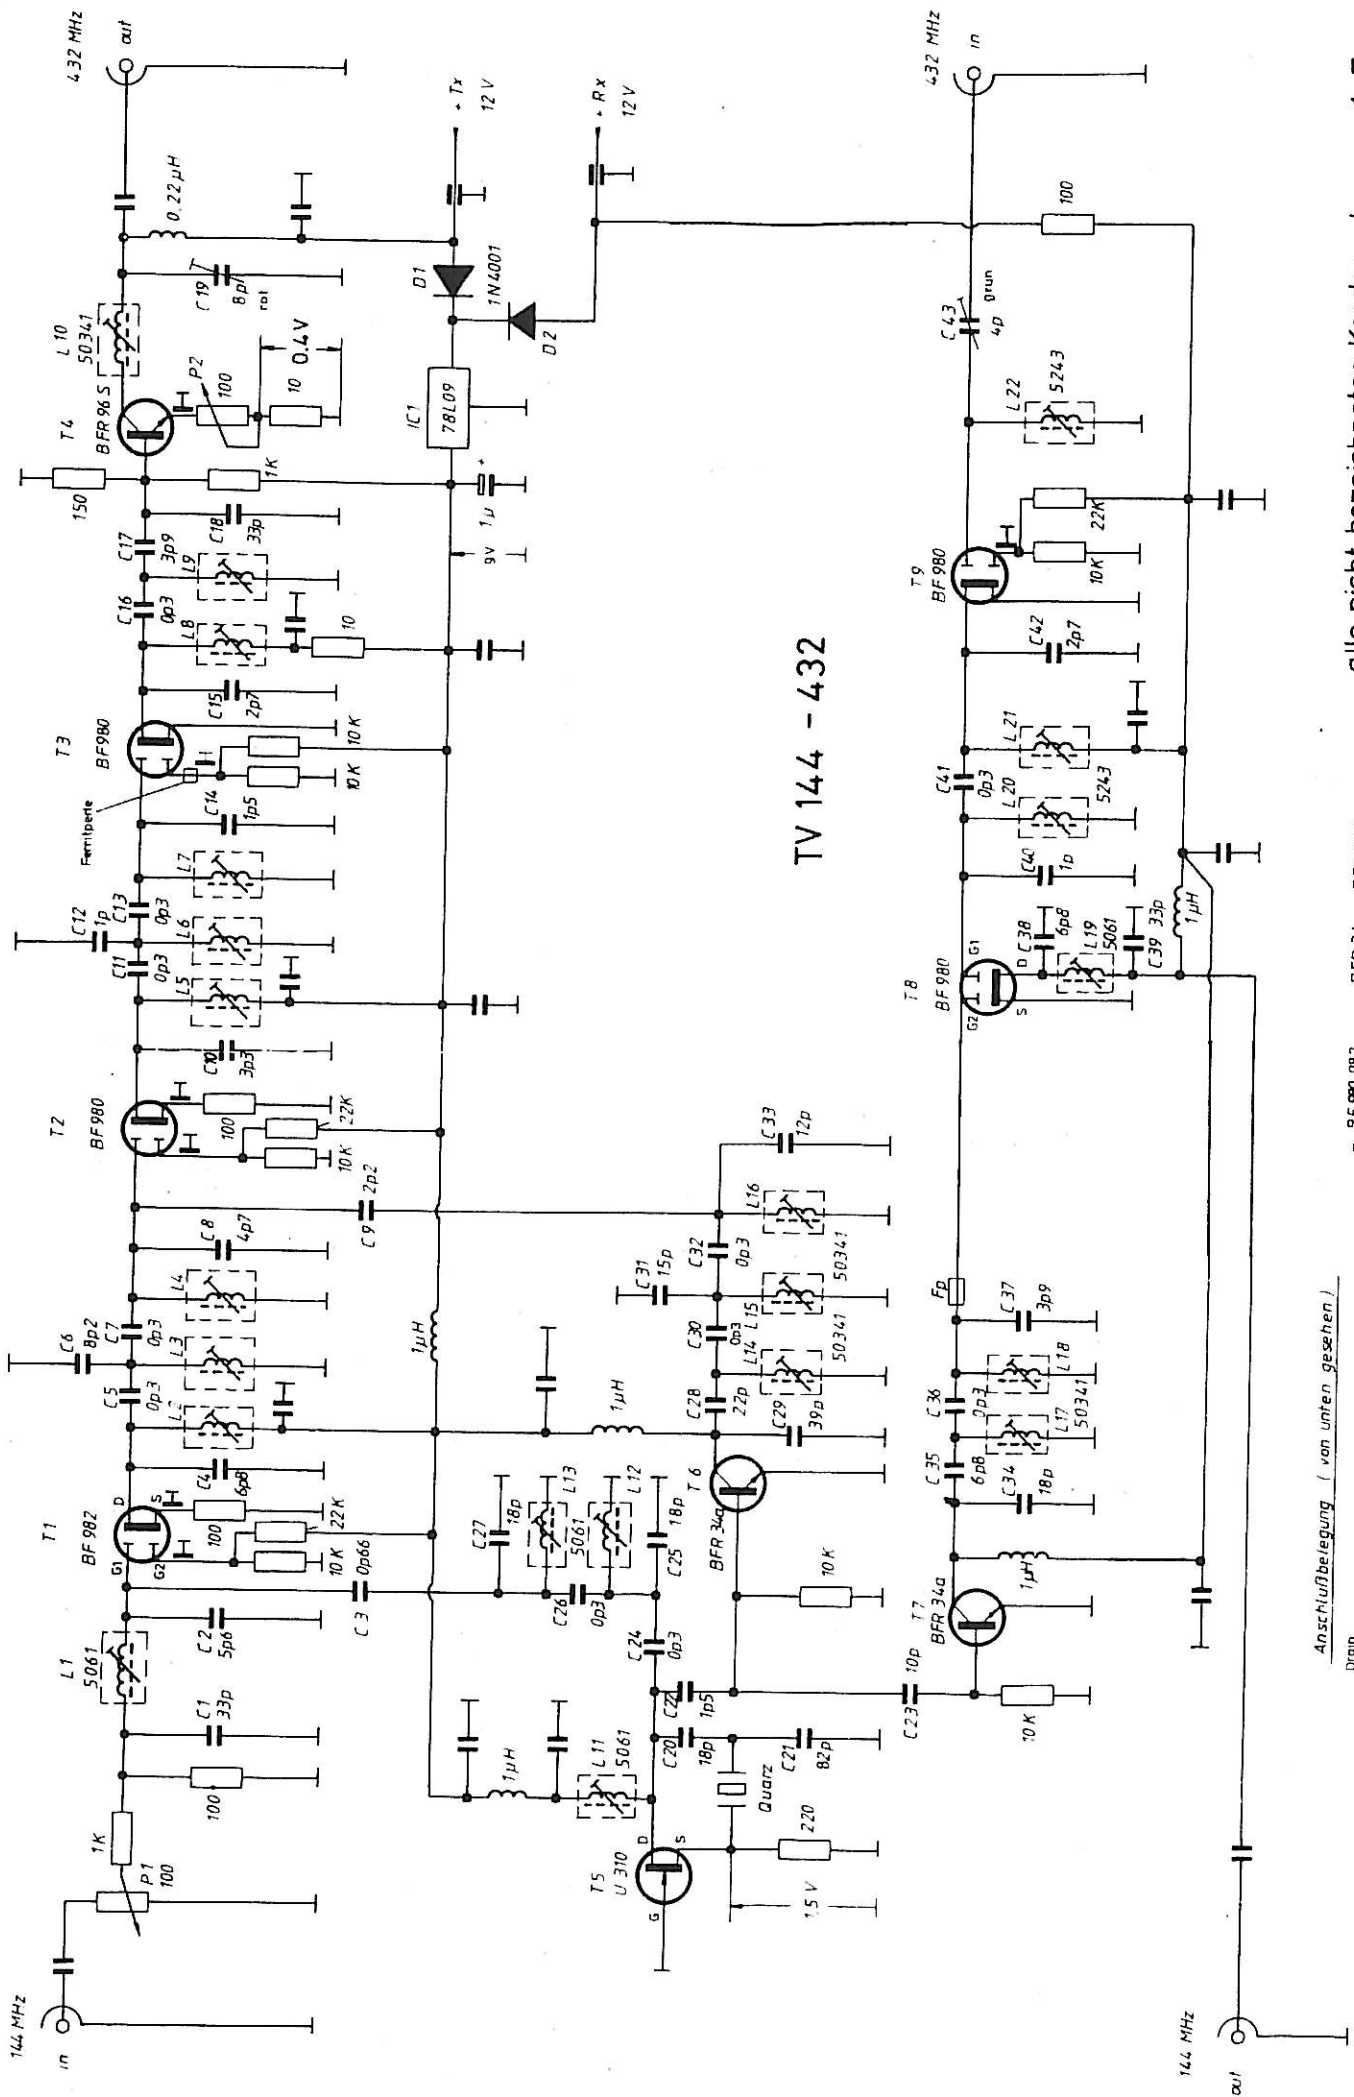 144 MHz
in
P1
100
1K
100
C1
33p
L1
5061
C2
5p6
T1
BF 982
G1
G2
D
S
100
10K
22K
C3
0p66
C4
6p8
L2
C5
0p3
C6
8p2
L3
C7
0p3
L4
C8
4p7
C9
2p2
T2
BF980
100
10K
22K
C10
3p3
L5
C11
0p3
C12
1p
L6
C13
0p3
L7
C14
1p5
Ferritperle
T3
BF980
10K
10K
C15
2p7
L8
10
C16
0p3
L9
C17
3p9
C18
33p
150
1K
T4
BFR 96 S
100
P2
10
0.4V
L10
50341
C19
8p
rot
0.22 µH
432 MHz
out
+ Tx
12 V
+ Rx
12 V
D1
1N4001
D2
IC1
78L09
1µ
+
9V
1µH
TV 144 - 432
1µH
L11
5061
T5
U 310
G
D
S
1.5 V
220
Quarz
C20
18p
C21
82p
C22
1p5
C23
10p
C24
0p3
C25
18p
C26
0p3
C27
18p
L13
5061
L12
T6
BFR 34a
10K
1µH
C28
22p
C29
39p
L14
C30
0p3
C31
15p
L15
50341
C32
0p3
L16
50341
C33
12p
T7
BFR 34a
10K
1µH
C34
18p
C35
6p8
L17
50341
C36
0p3
L18
C37
3p9
Fp
T8
BF 980
G2
G1
S
D
C38
6p8
L19
5061
C39
33p
1µH
C40
1p
L20
5243
C41
0p3
L21
C42
2p7
T9
BF 980
10K
22K
L22
5243
C43
4p
grün
432 MHz
in
100
144 MHz
out
Anschlußbelegung ( von unten gesehen )
Drain